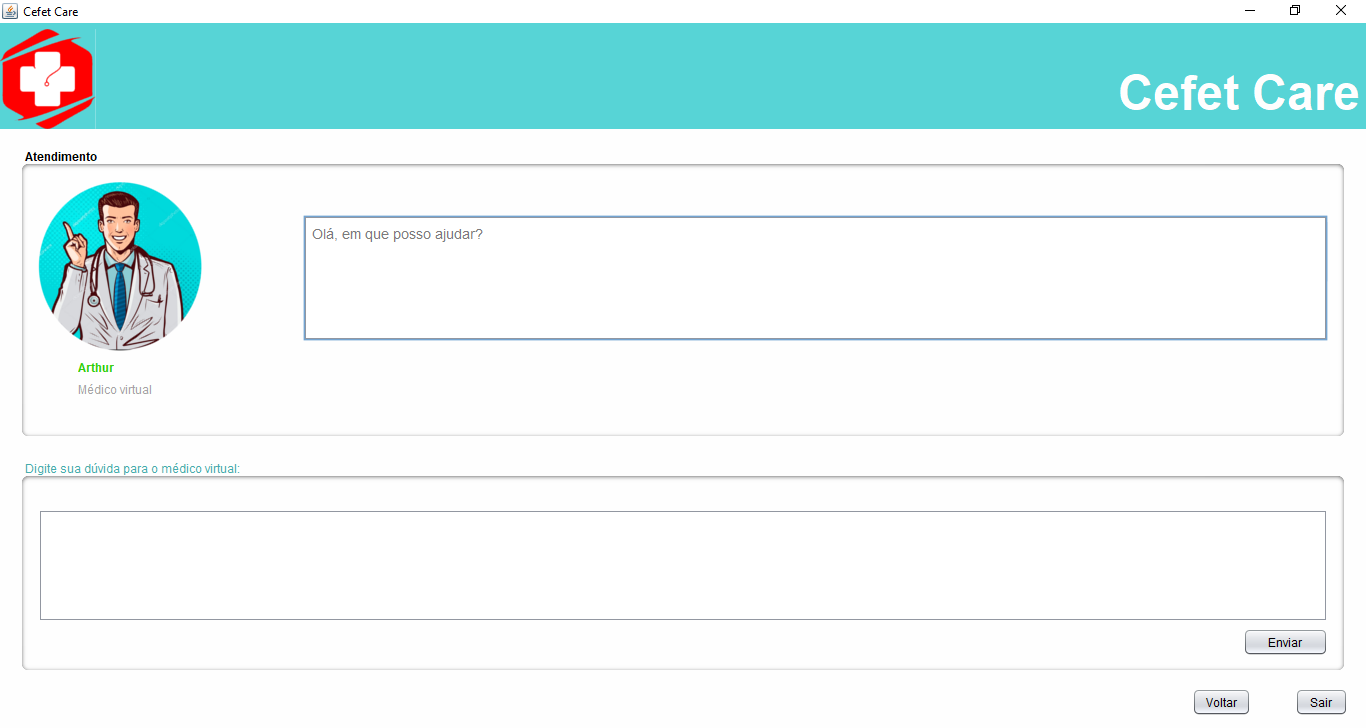 Cefet Care
Cefet Care
Atendimento
Olá, em que posso ajudar?
Arthur
Médico virtual
Digite sua dúvida para o médico virtual:
Enviar
Voltar
Sair